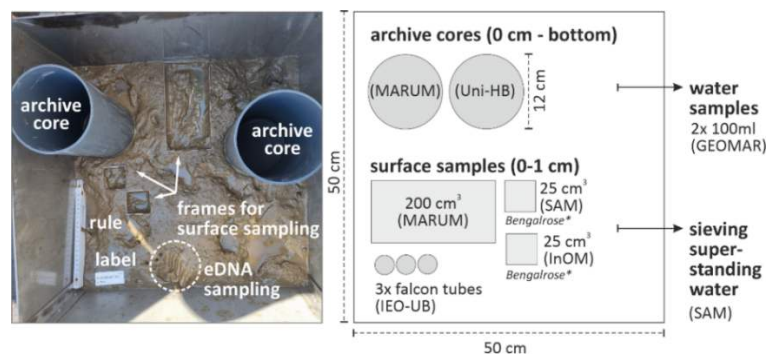 archive
core
archive
core
frames for
surface sampling
rule
label
eDNA
sampling
50 cm
archive cores (0 cm - bottom)
(MARUM)
(Uni-HB)
12 cm
surface samples (0-1 cm)
200 cm³
(MARUM)
25 cm³
(SAM)
Bengalrose*
25 cm³
(InOM)
Bengalrose*
3x falcon tubes
(IEO-UB)
50 cm
water
samples
2x 100ml
(GEOMAR)
sieving
super-
standing
water
(SAM)